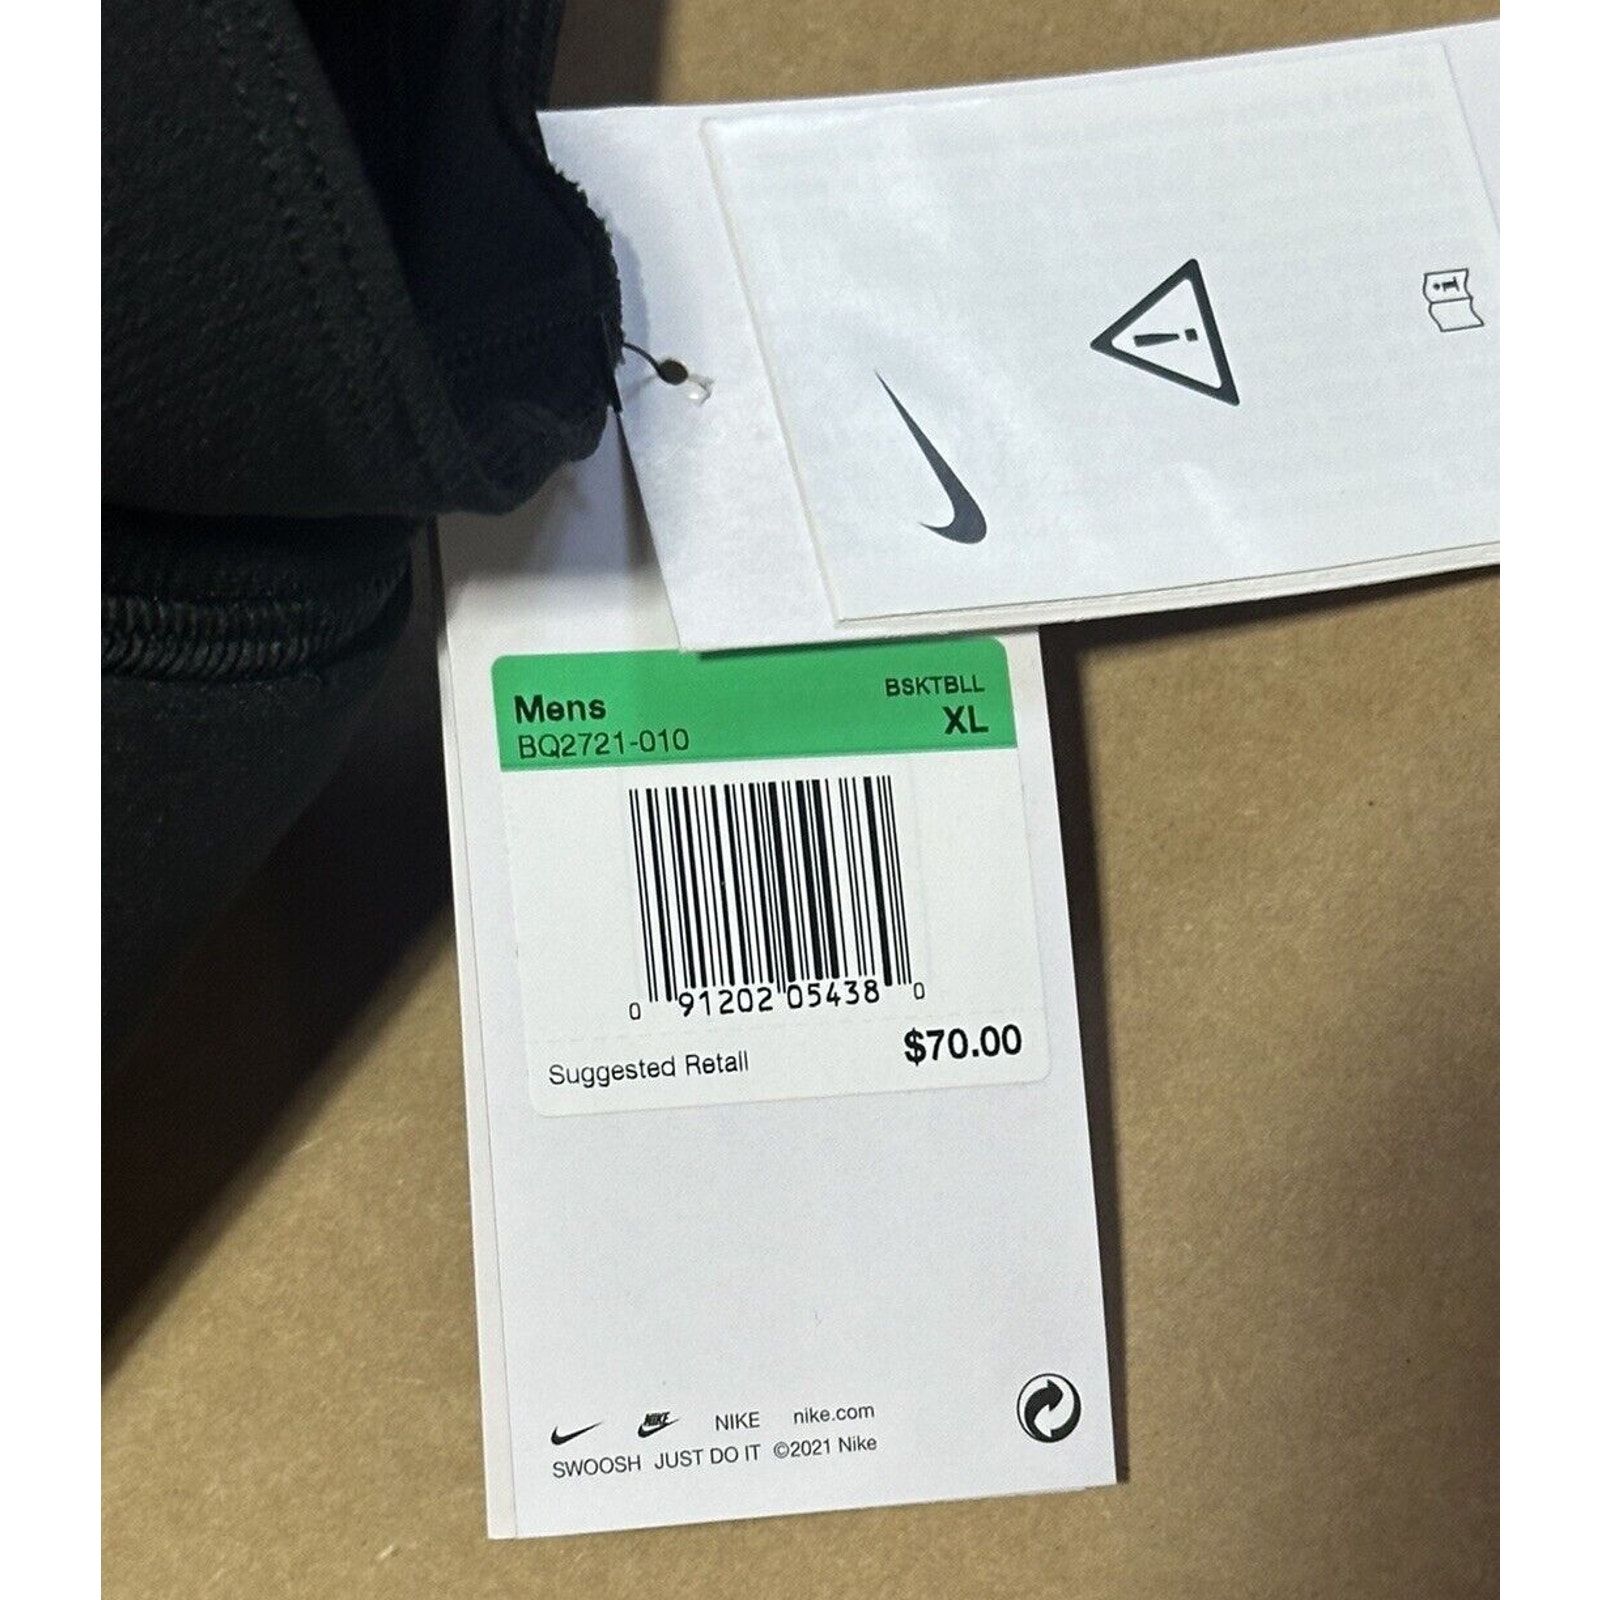 Mens
BSKTBLL
BQ2721-010
XL
0 91202 05438 0
Suggested Retail
$70.00
NIKE NIKE nike.com
SWOOSH JUST DO IT ©2021 Nike